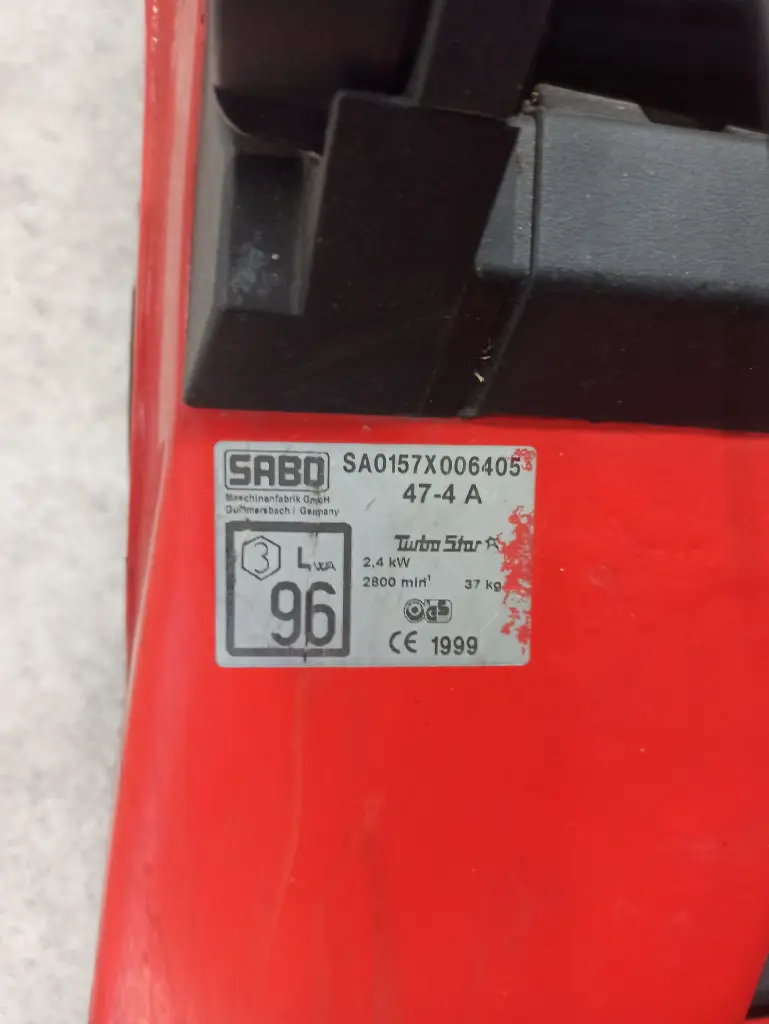 SABO
SA0157X006405
47-4 A
Maschinenfabrik GmbH
Gummersbach / Germany
3 LWA
96
Turbo Star
2,4 kW
2800 min¹ 37 kg
GS
CE 1999